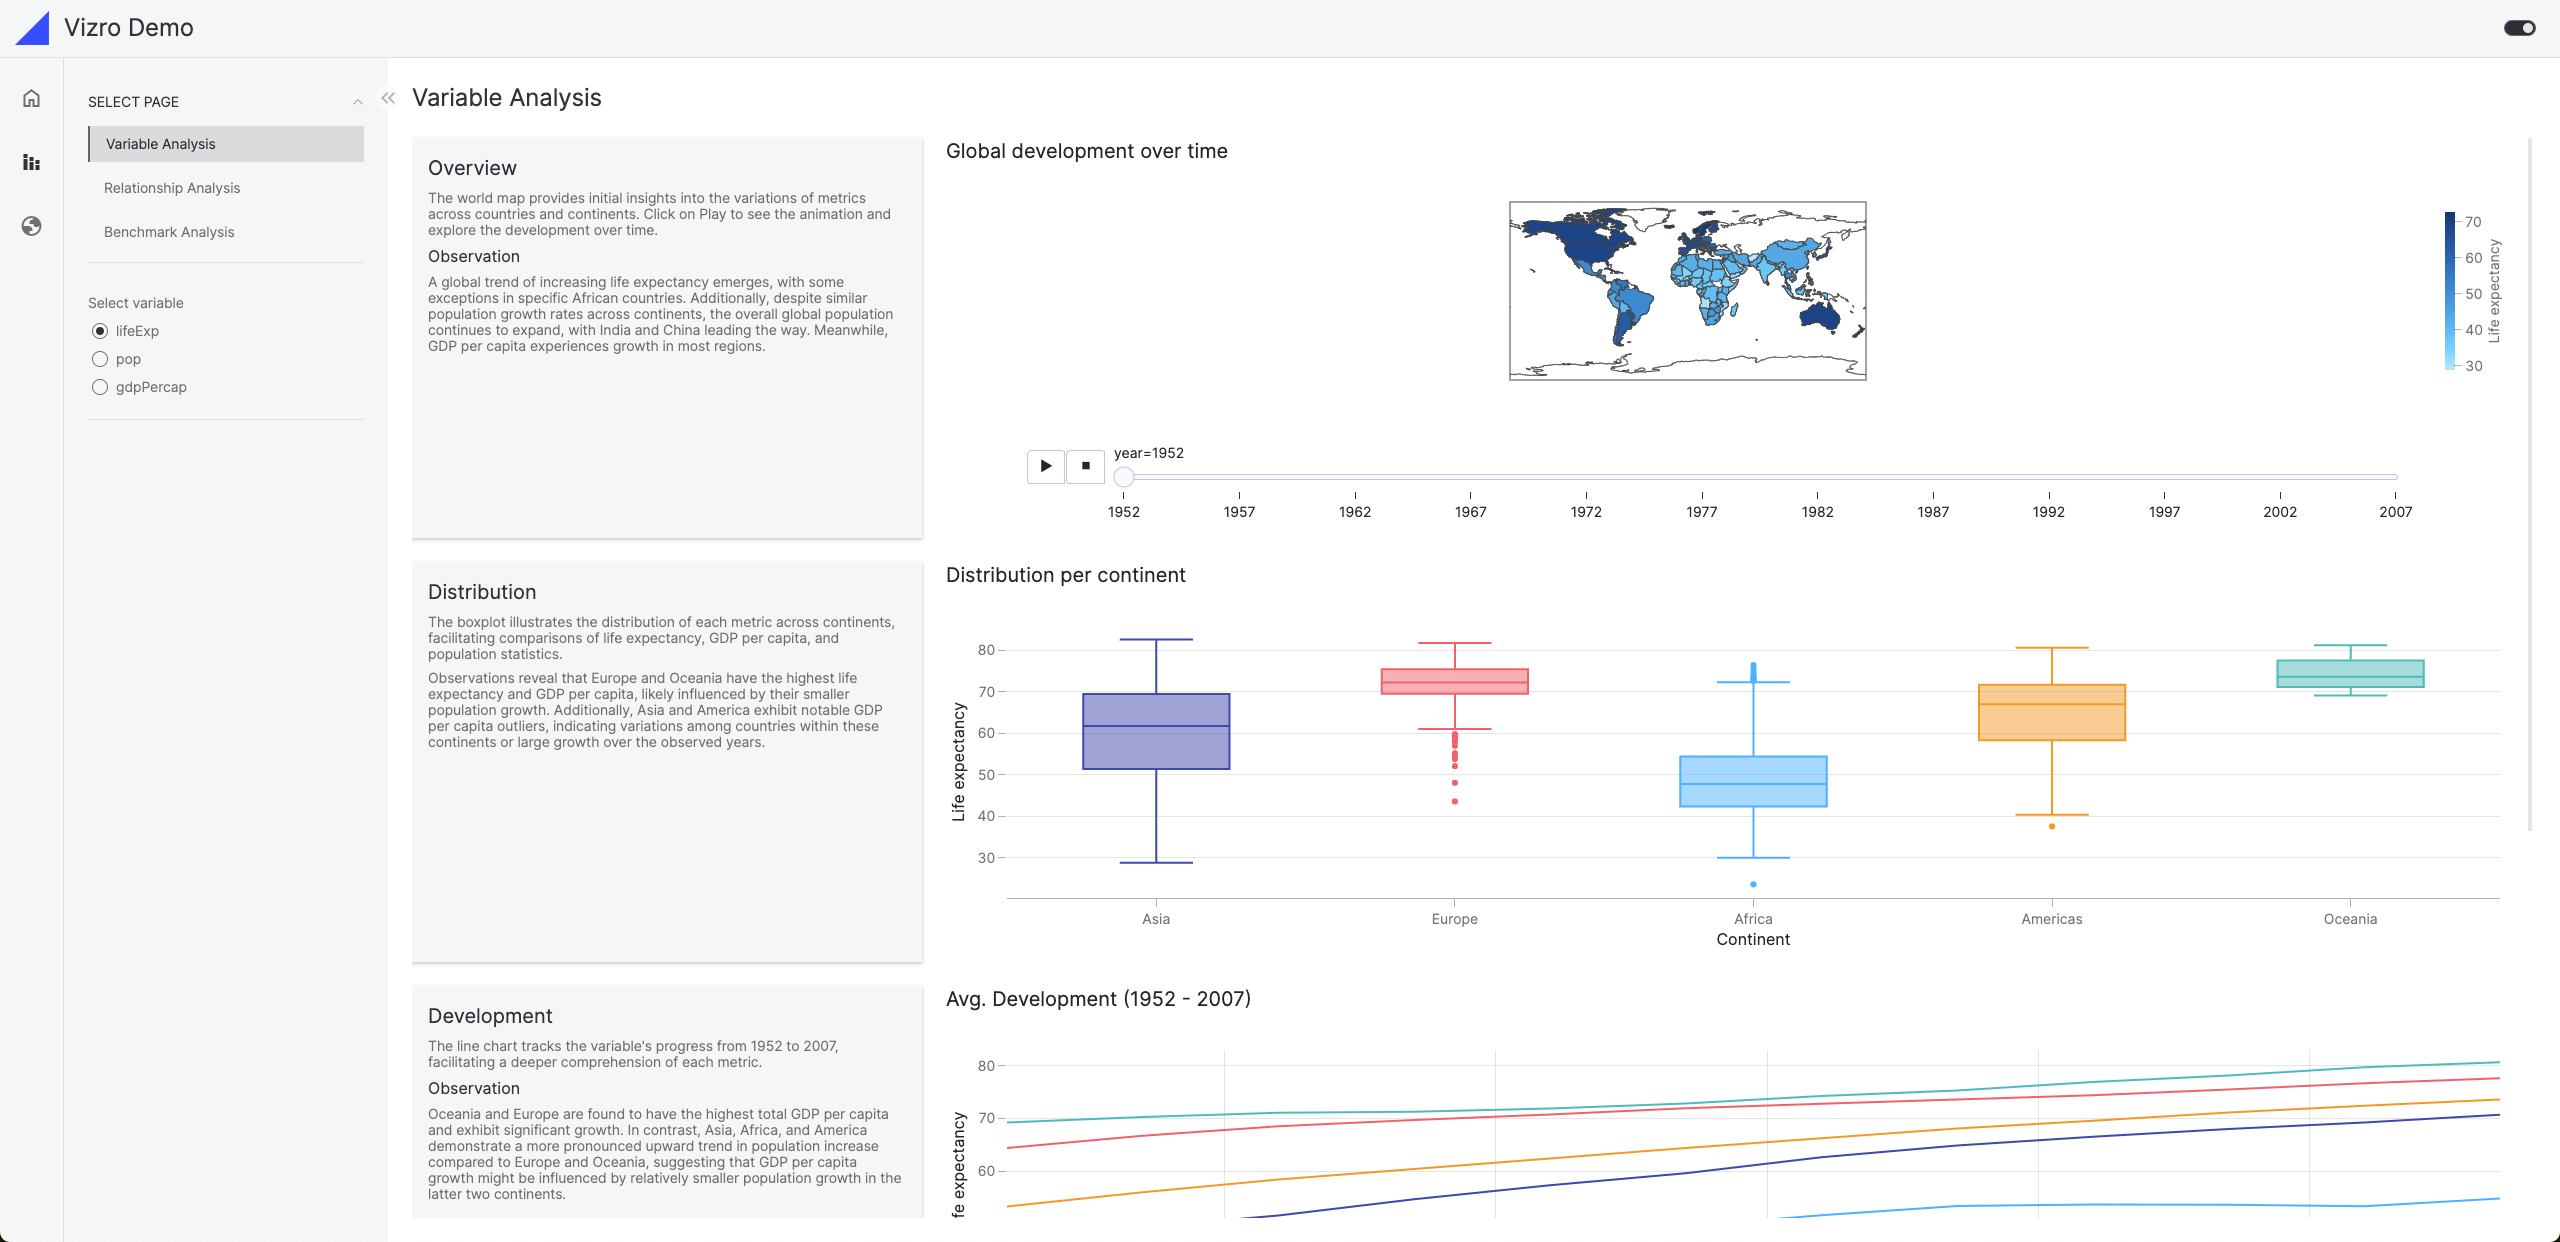 Vizro Demo
SELECT PAGE
Variable Analysis
Relationship Analysis
Benchmark Analysis
Select variable
lifeExp
pop
gdpPercap
Variable Analysis
Overview
The world map provides initial insights into the variations of metrics
across countries and continents. Click on Play to see the animation and
explore the development over time.
Observation
A global trend of increasing life expectancy emerges, with some
exceptions in specific African countries. Additionally, despite similar
population growth rates across continents, the overall global population
continues to expand, with India and China leading the way. Meanwhile,
GDP per capita experiences growth in most regions.
Global development over time
70
60
50
40
30
Life expectancy
year=1952
1952 1957 1962 1967 1972 1977 1982 1987 1992 1997 2002 2007
Distribution
The boxplot illustrates the distribution of each metric across continents,
facilitating comparisons of life expectancy, GDP per capita, and
population statistics.
Observations reveal that Europe and Oceania have the highest life
expectancy and GDP per capita, likely influenced by their smaller
population growth. Additionally, Asia and America exhibit notable GDP
per capita outliers, indicating variations among countries within these
continents or large growth over the observed years.
Distribution per continent
80
70
60
50
40
30
Life expectancy
Asia Europe Africa Americas Oceania
Continent
Development
The line chart tracks the variable's progress from 1952 to 2007,
facilitating a deeper comprehension of each metric.
Observation
Oceania and Europe are found to have the highest total GDP per capita
and exhibit significant growth. In contrast, Asia, Africa, and America
demonstrate a more pronounced upward trend in population increase
compared to Europe and Oceania, suggesting that GDP per capita
growth might be influenced by relatively smaller population growth in the
latter two continents.
Avg. Development (1952 - 2007)
80
70
60
fe expectancy